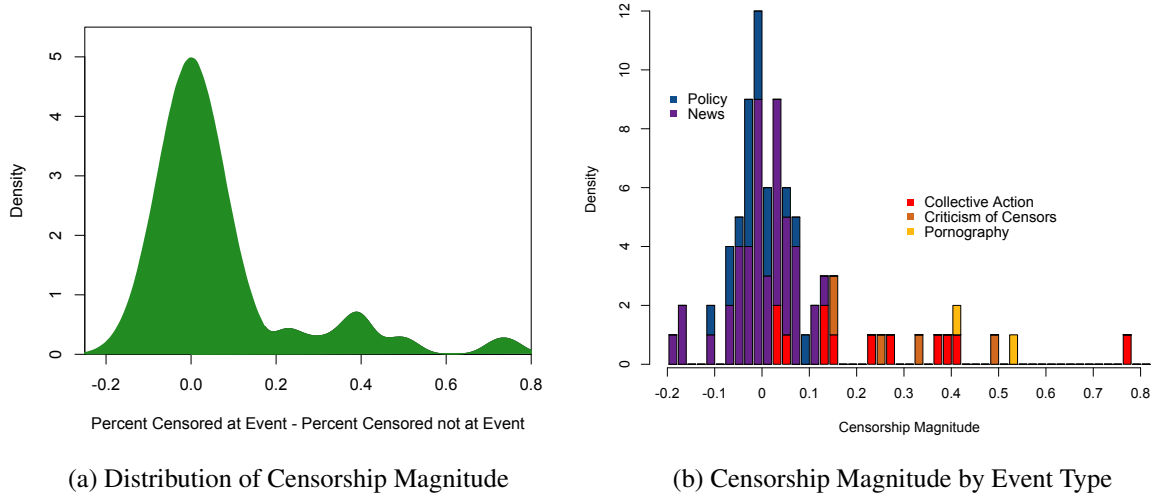 5
4
3
2
1
0
Density
-0.2 0.0 0.2 0.4 0.6 0.8
Percent Censored at Event - Percent Censored not at Event
(a) Distribution of Censorship Magnitude
12
10
8
6
4
2
0
Density
Policy
News
Collective Action
Criticism of Censors
Pornography
-0.2 -0.1 0 0.1 0.2 0.3 0.4 0.5 0.6 0.7 0.8
Censorship Magnitude
(b) Censorship Magnitude by Event Type